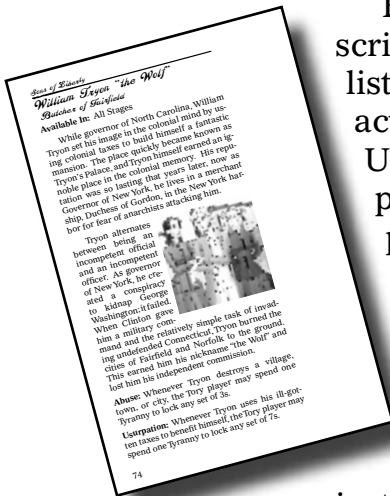 Sons of Liberty
William Tryon "the Wolf"
Butcher of Fairfield
Available In: All Stages
While governor of North Carolina, William
Tryon set his image in the colonial mind by us-
ing colonial taxes to build himself a fantastic
mansion. The place quickly became known as
Tryon's Palace, and Tryon himself earned an ig-
noble place in the colonial memory. His repu-
tation was so lasting that years later, now as
Governor of New York, he lives in a merchant
ship, Duchess of Gordon, in the New York har-
bor for fear of anarchists attacking him.
Tryon alternates
between being an
incompetent official
and an incompetent
officer. As governor
of New York, he cre-
ated a conspiracy
to kidnap George
Washington; it failed.
When Clinton gave
him a military com-
mand and the relatively simple task of invad-
ing undefended Connecticut, Tryon burned the
cities of Fairfield and Norfolk to the ground.
This earned him his nickname "the Wolf" and
lost him his independent commission.
Abuse: Whenever Tryon destroys a village,
town, or city, the Tory player may spend one
Tyranny to lock any set of 3s.
Usurpation: Whenever Tryon uses his ill-got-
ten taxes to benefit himself, the Tory player may
spend one Tyranny to lock any set of 7s.
74
scri
list
act
U
p